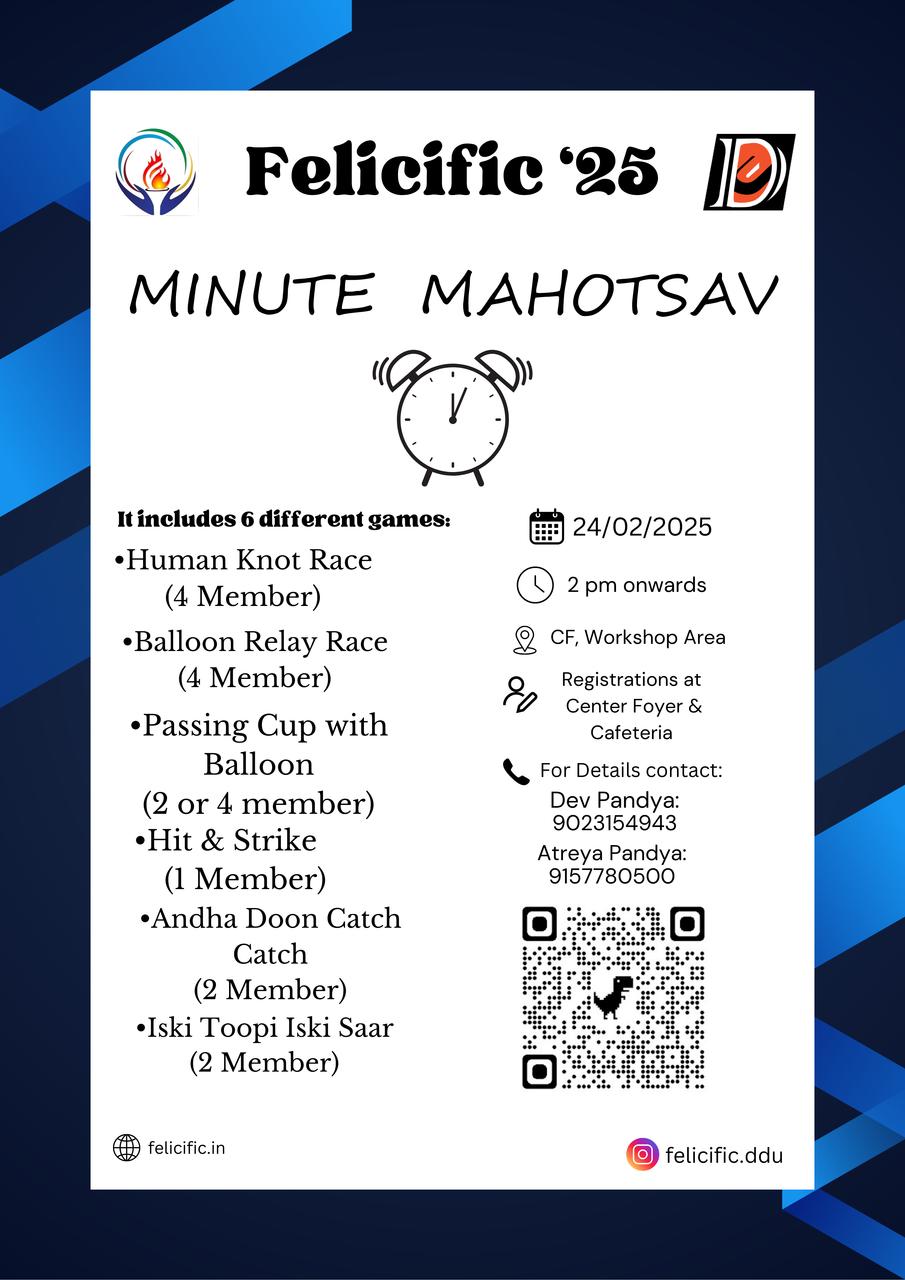 Felicific ‘25
MINUTE MAHOTSAV
It includes 6 different games:
•Human Knot Race
(4 Member)
•Balloon Relay Race
(4 Member)
•Passing Cup with
Balloon
(2 or 4 member)
•Hit & Strike
(1 Member)
•Andha Doon Catch
Catch
(2 Member)
•Iski Toopi Iski Saar
(2 Member)
24/02/2025
2 pm onwards
CF, Workshop Area
Registrations at
Center Foyer &
Cafeteria
For Details contact:
Dev Pandya:
9023154943
Atreya Pandya:
9157780500
felicific.in
felicific.ddu